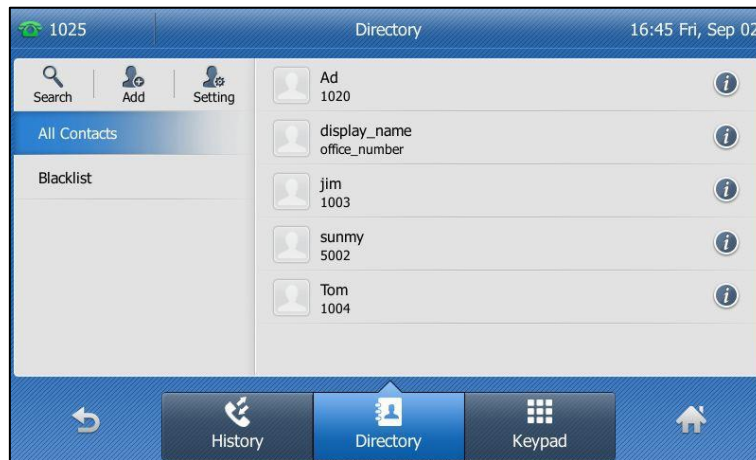 1025
Directory
16:45 Fri, Sep 02
Search
Add
Setting
All Contacts
Blacklist
Ad
1020
display_name
office_number
jim
1003
sunmy
5002
Tom
1004
History
Directory
Keypad